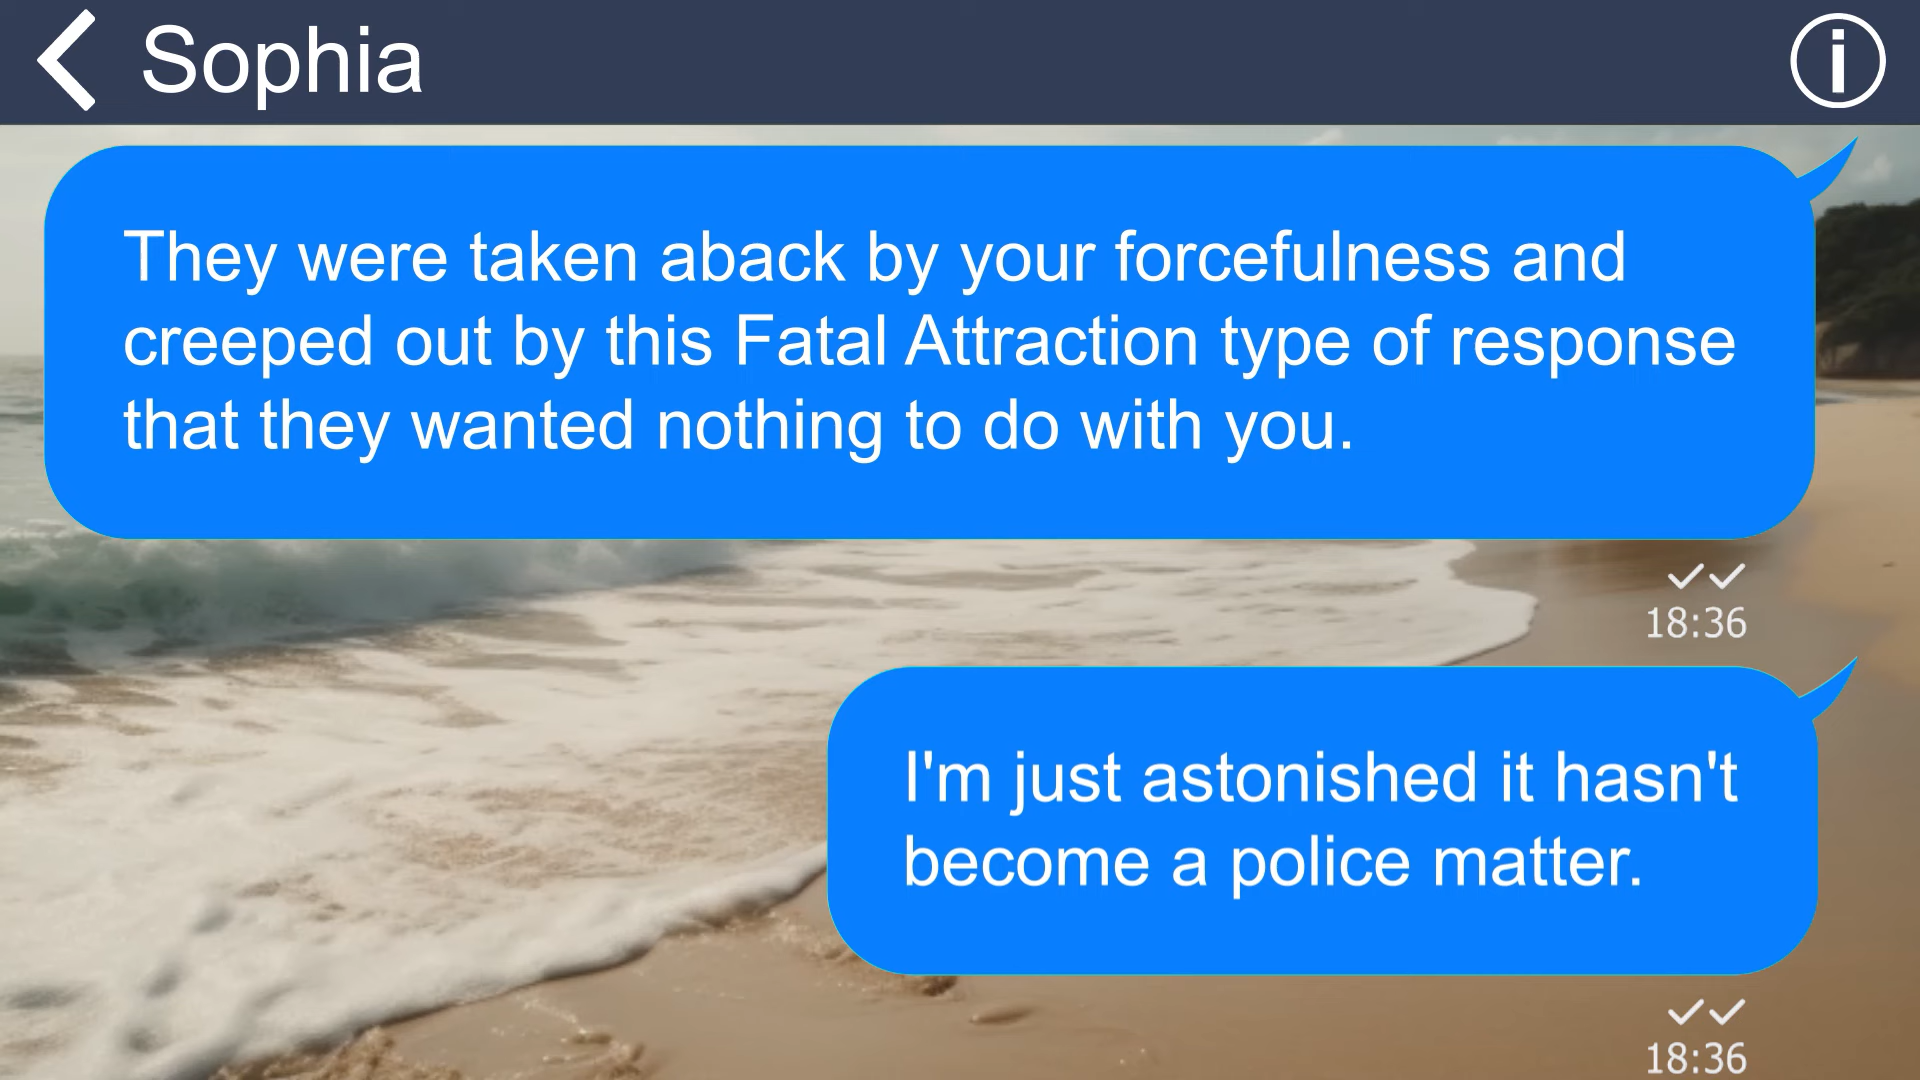 Sophia
They were taken aback by your forcefulness and
creeped out by this Fatal Attraction type of response
that they wanted nothing to do with you.
18:36
I'm just astonished it hasn't
become a police matter.
18:36